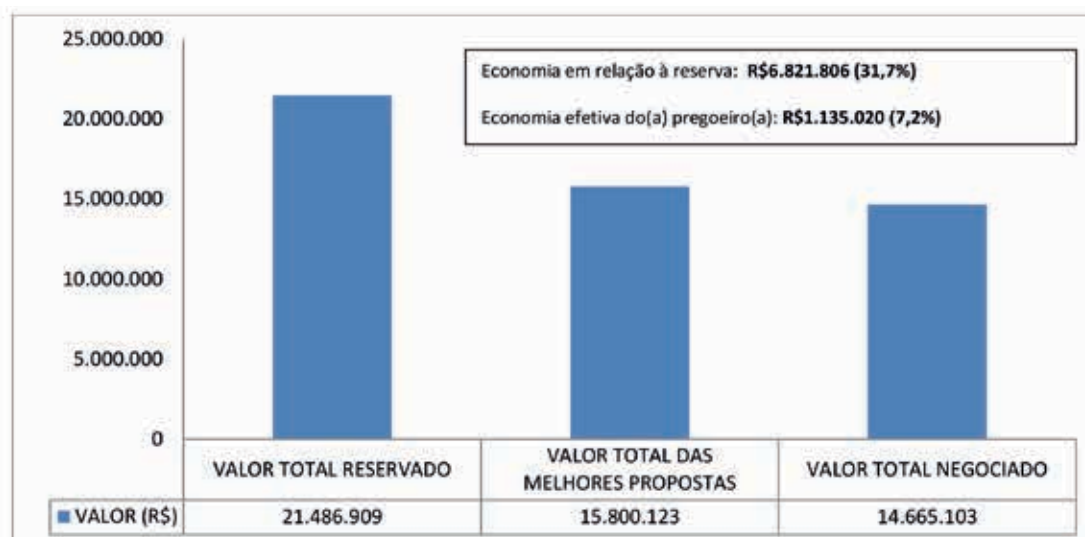 25.000.000
20.000.000
15.000.000
10.000.000
5.000.000
0
Economia em relação à reserva: R$6.821.806 (31,7%)
Economia efetiva do(a) pregoeiro(a): R$1.135.020 (7,2%)
VALOR TOTAL RESERVADO
VALOR TOTAL DAS
MELHORES PROPOSTAS
VALOR TOTAL NEGOCIADO
VALOR (R$) 21.486.909 15.800.123 14.665.103